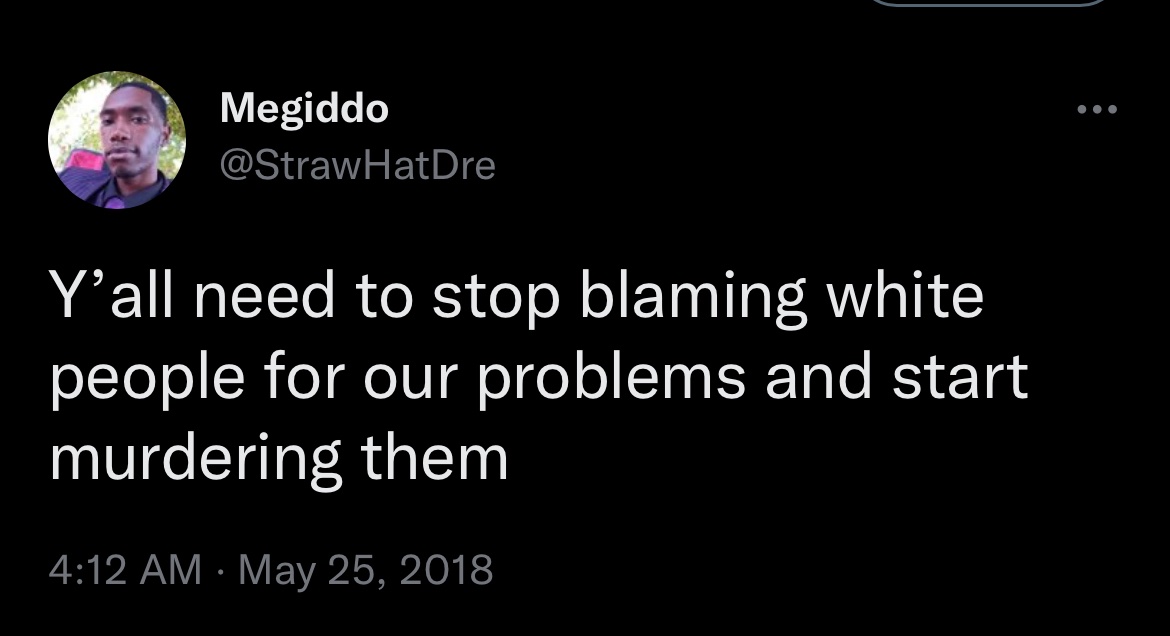 Megiddo
@StrawHatDre
Y’all need to stop blaming white
people for our problems and start
murdering them
4:12 AM · May 25, 2018